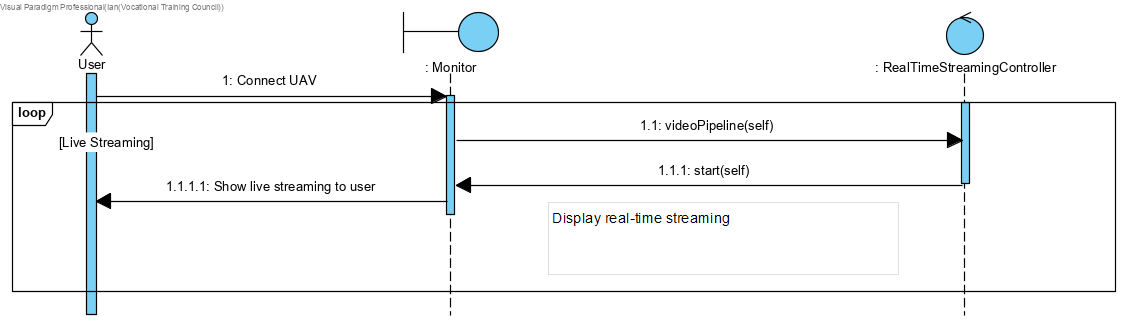 Visual Paradigm Professional(Ian(Vocational Training Council))
User
: Monitor
: RealTimeStreamingController
1: Connect UAV
loop
[Live Streaming]
1.1: videoPipeline(self)
1.1.1: start(self)
1.1.1.1: Show live streaming to user
Display real-time streaming